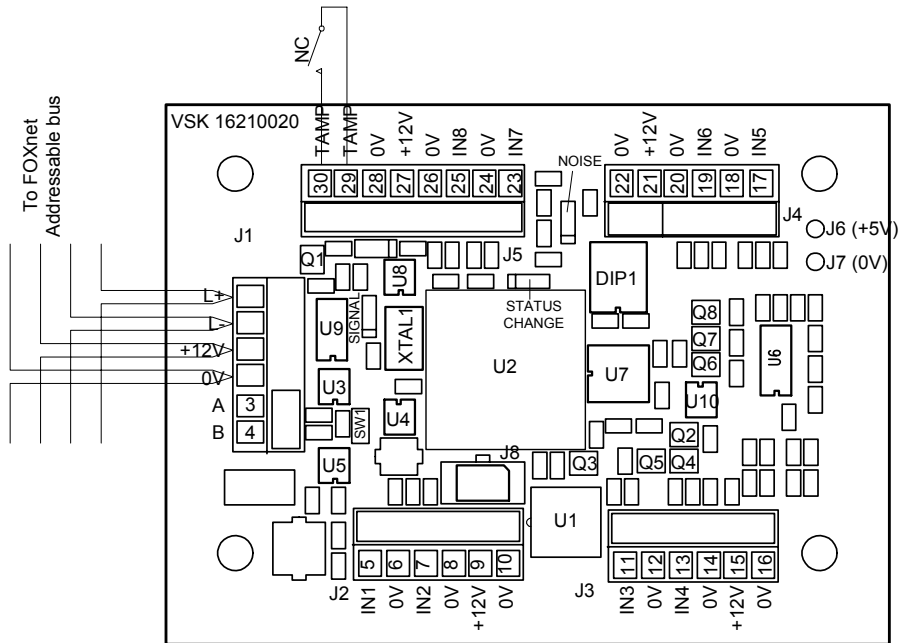 NC
To FOXnet
Addressable bus
VSK 16210020
TAMP
TAMP
0V
+12V
0V
IN8
0V
IN7
30
29
28
27
26
25
24
23
NOISE
0V
+12V
0V
IN6
0V
IN5
22
21
20
19
18
17
J4
J6 (+5V)
J7 (0V)
J1
J5
Q1
U8
DIP1
STATUS
CHANGE
L+
L-
+12V
0V
A
3
B
4
U9
SIGNAL
XTAL1
U2
U3
U4
SW1
U5
U7
Q8
Q7
Q6
U6
U10
Q2
Q3
Q5
Q4
J8
U1
J2
5
6
7
8
9
10
IN1
0V
IN2
0V
+12V
0V
J3
11
12
13
14
15
16
IN3
0V
IN4
0V
+12V
0V